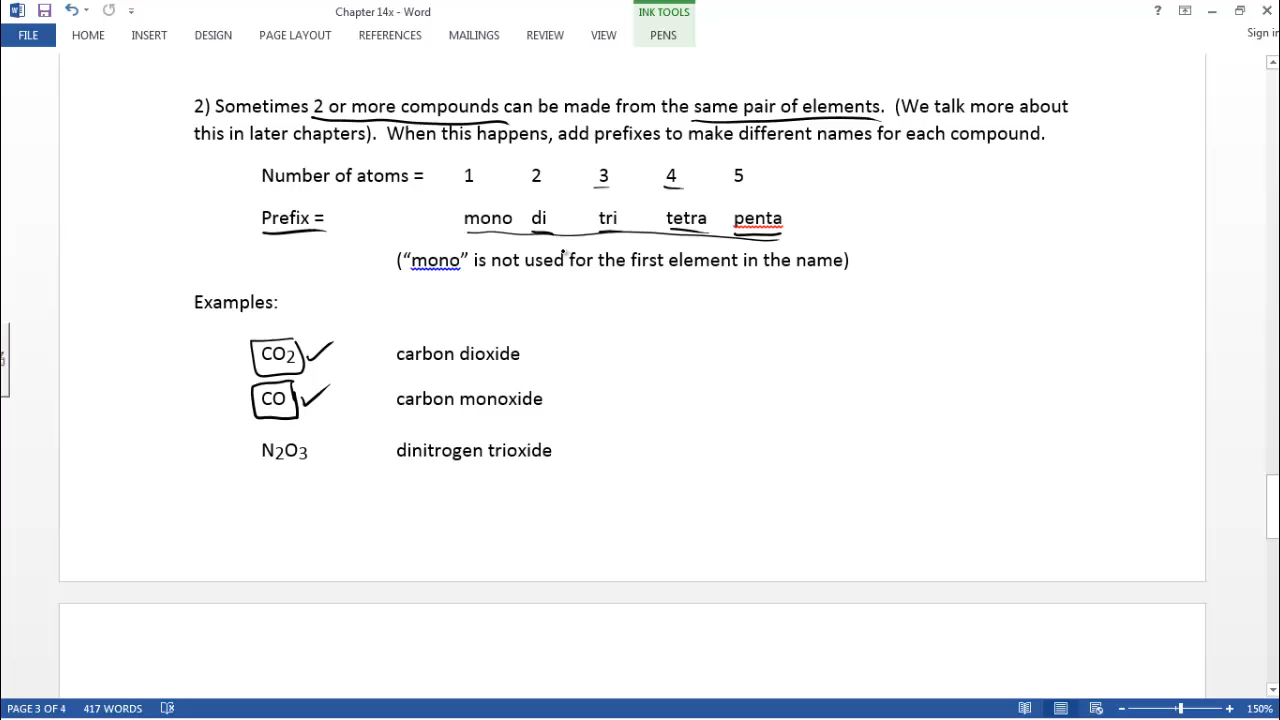 Chapter 14x - Word
INK TOOLS
?
FILE HOME INSERT DESIGN PAGE LAYOUT REFERENCES MAILINGS REVIEW VIEW PENS
Sign in
2) Sometimes 2 or more compounds can be made from the same pair of elements. (We talk more about
this in later chapters). When this happens, add prefixes to make different names for each compound.
Number of atoms = 1 2 3 4 5
Prefix = mono di tri tetra penta
(“mono” is not used for the first element in the name)
Examples:
CO2 carbon dioxide
CO carbon monoxide
N2O3 dinitrogen trioxide
PAGE 3 OF 4 417 WORDS 150%